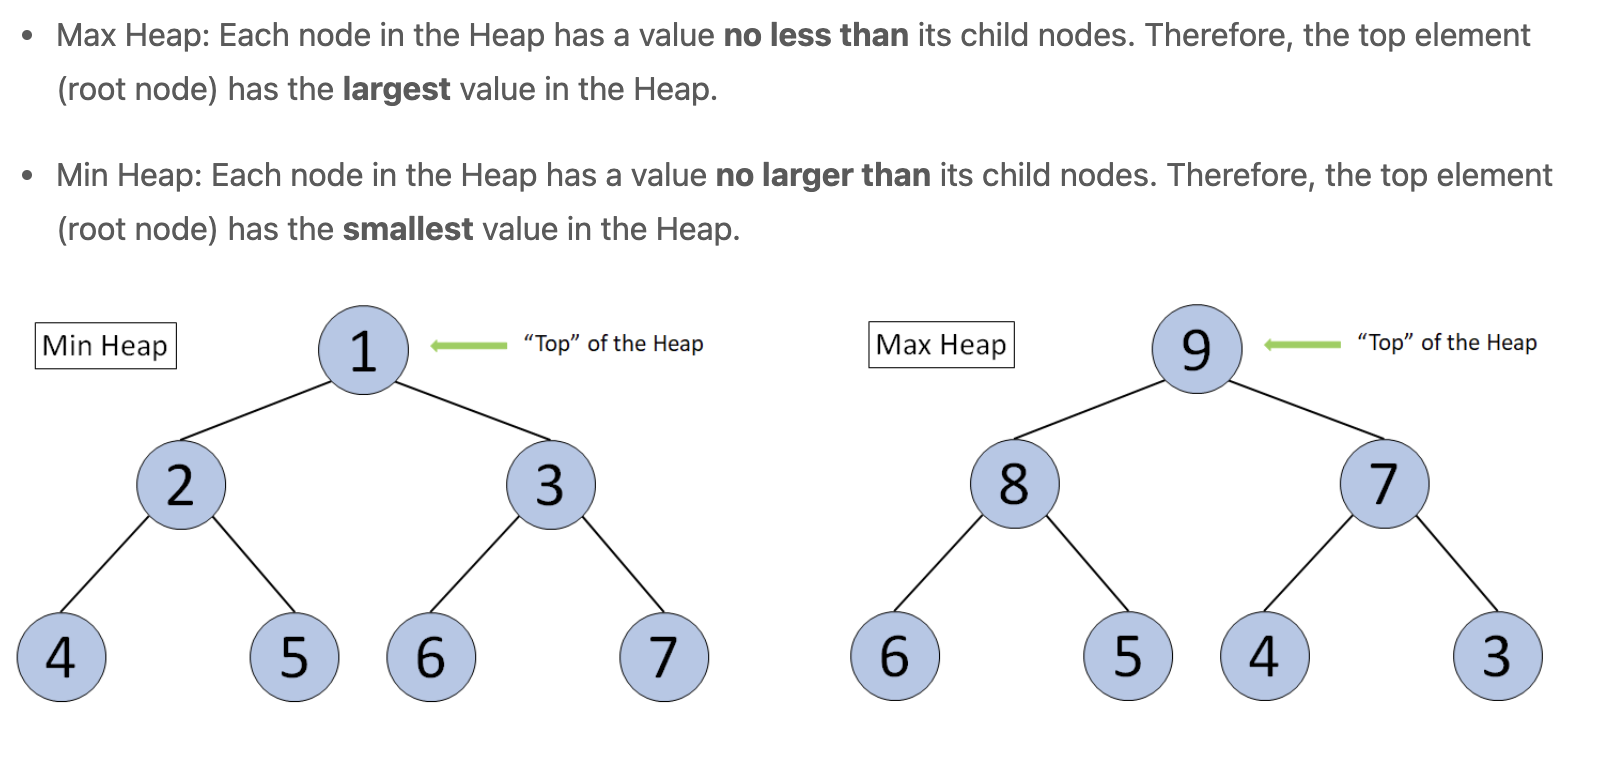 • Max Heap: Each node in the Heap has a value no less than its child nodes. Therefore, the top element
(root node) has the largest value in the Heap.
• Min Heap: Each node in the Heap has a value no larger than its child nodes. Therefore, the top element
(root node) has the smallest value in the Heap.
Min Heap
1
“Top” of the Heap
2
3
4
5
6
7
Max Heap
9
“Top” of the Heap
8
7
6
5
4
3